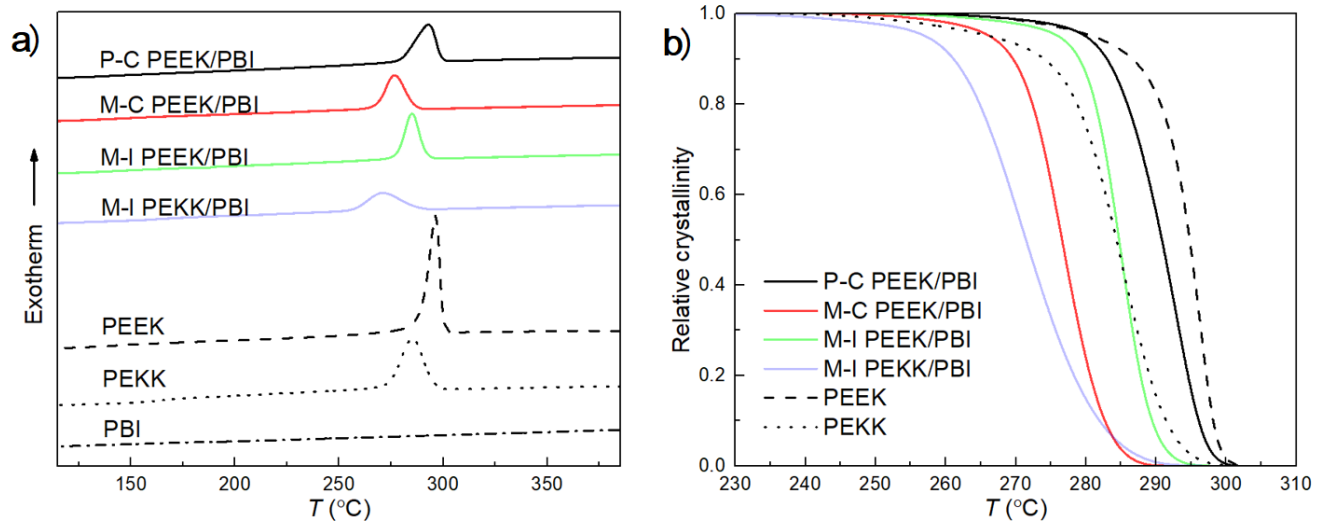 a)
P-C PEEK/PBI
M-C PEEK/PBI
M-I PEEK/PBI
M-I PEKK/PBI
PEEK
PEKK
PBI
Exotherm
150 200 250 300 350
T (°C)
b)
1.0
0.8
0.6
0.4
0.2
0.0
Relative crystallinity
P-C PEEK/PBI
M-C PEEK/PBI
M-I PEEK/PBI
M-I PEKK/PBI
PEEK
PEKK
230 240 250 260 270 280 290 300 310
T (°C)